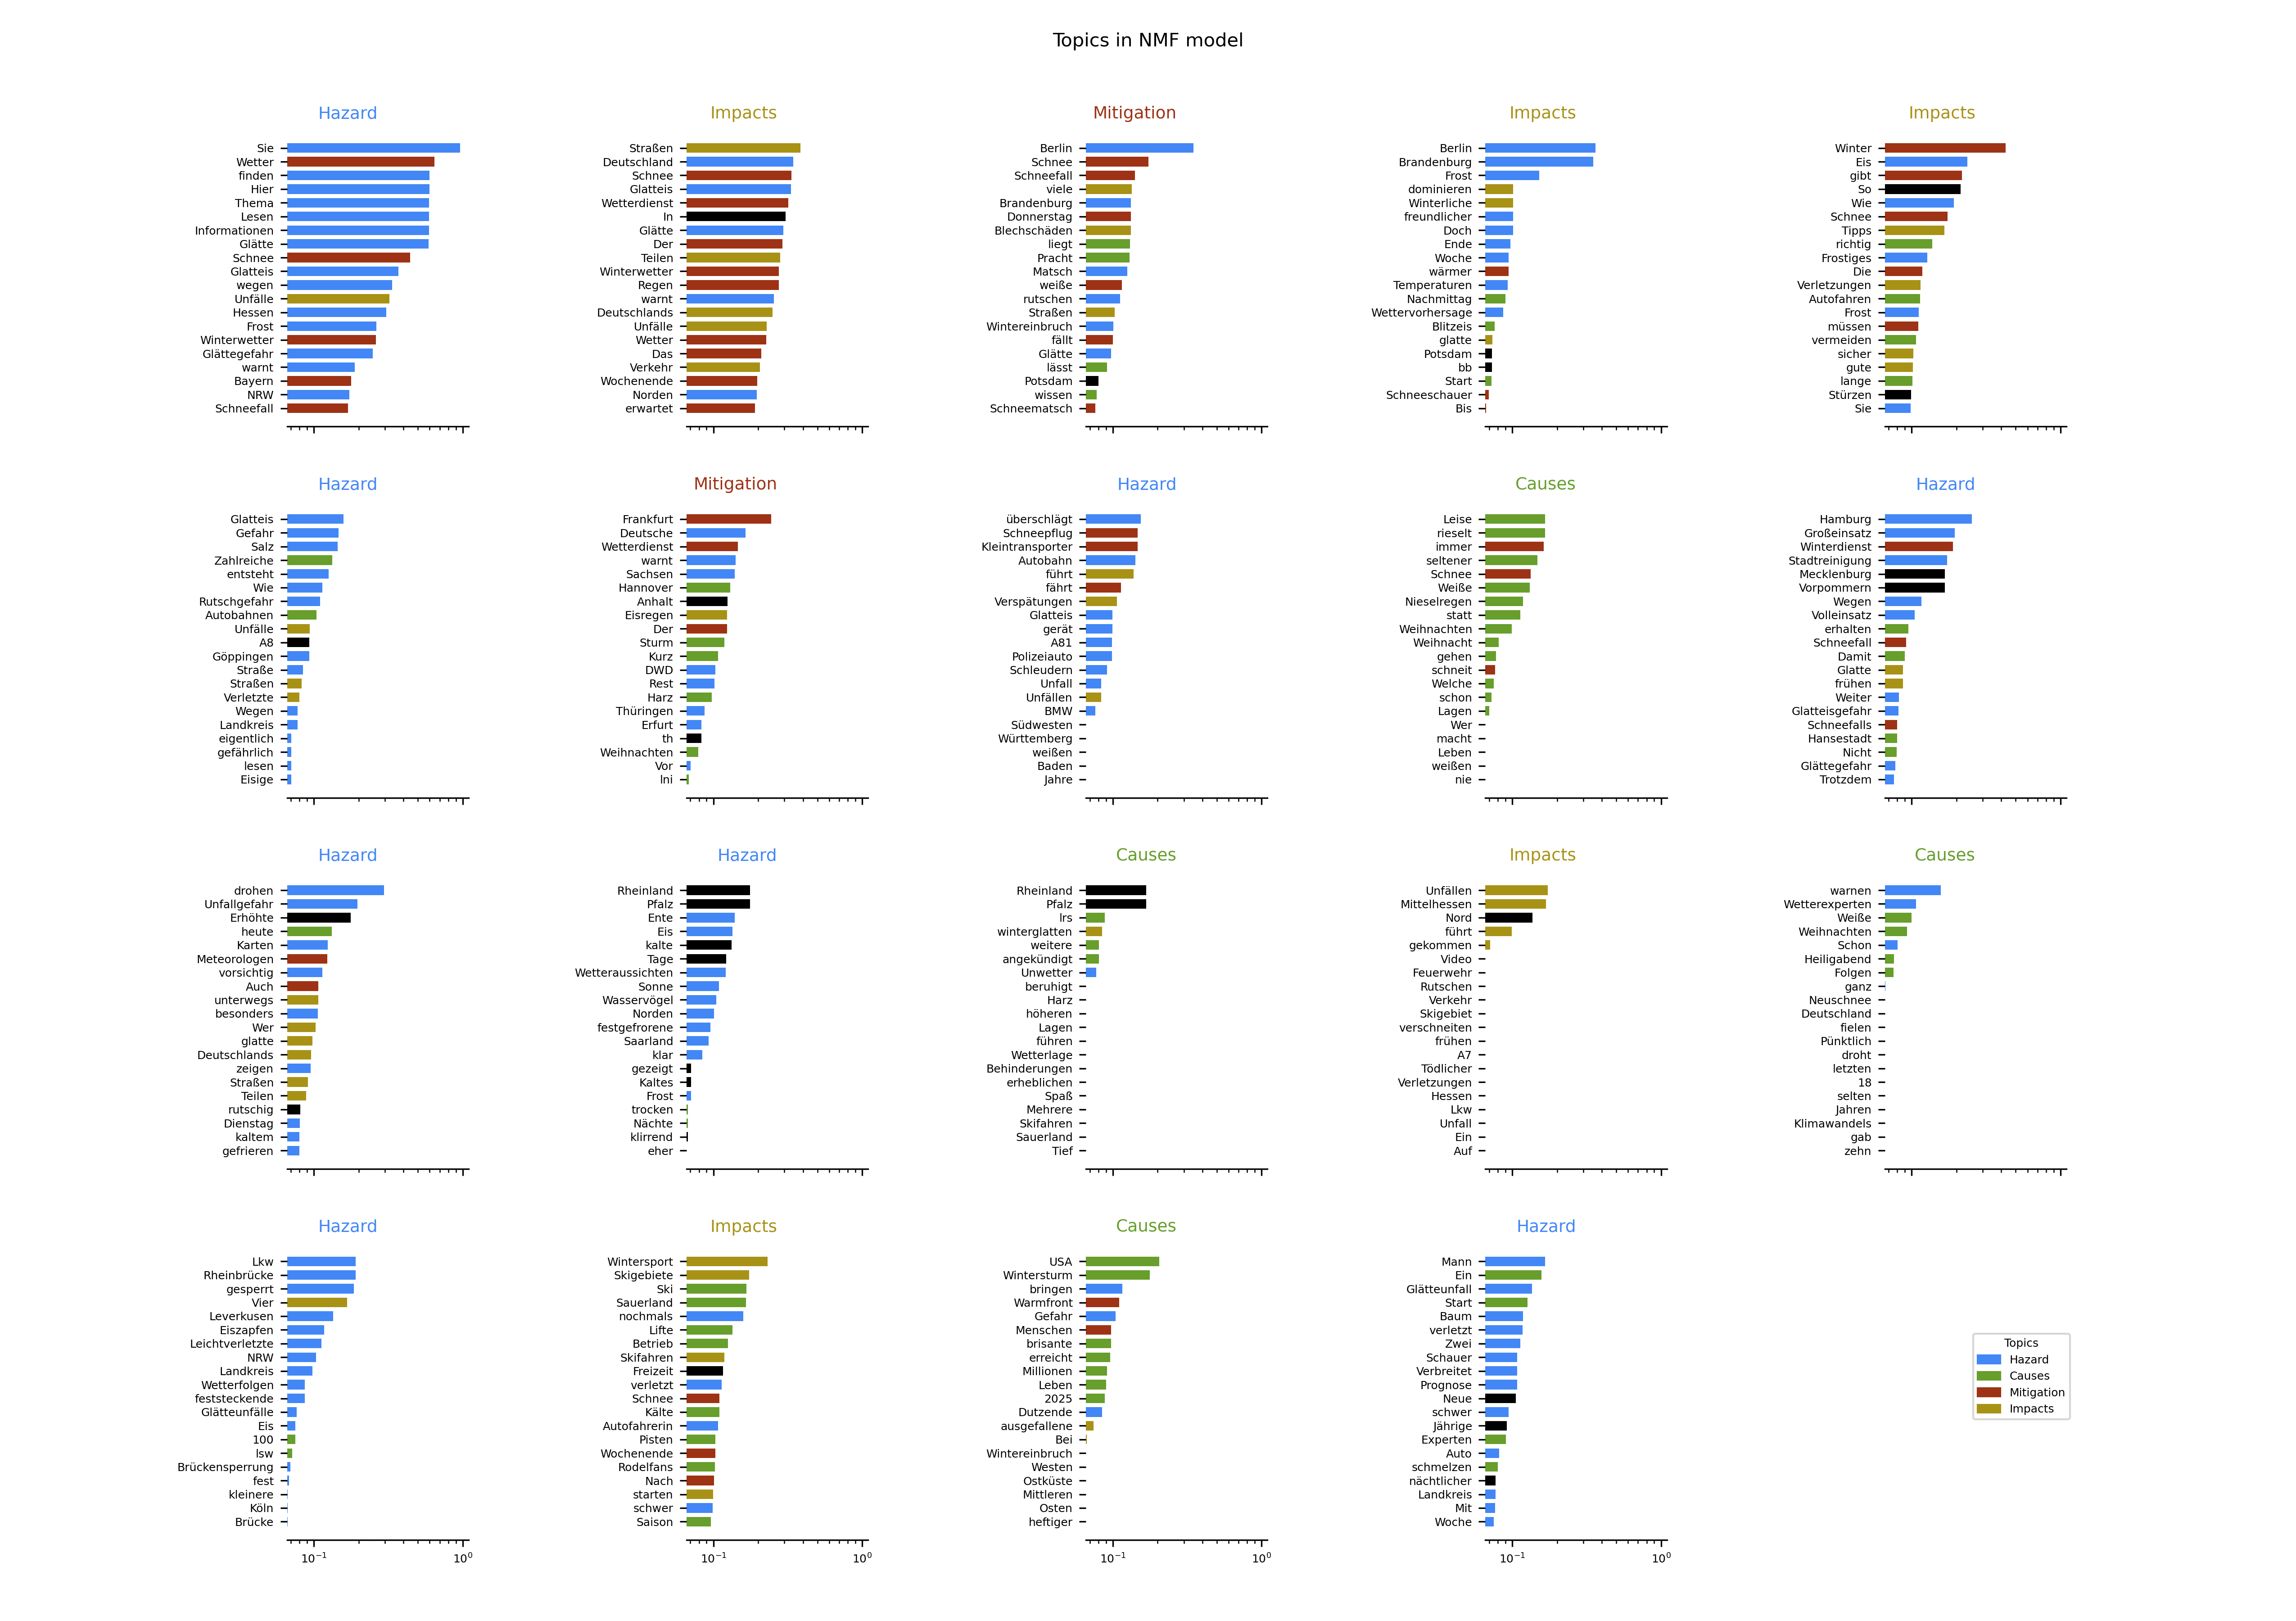 Topics in NMF model
Hazard
Sie
Wetter
finden
Hier
Thema
Lesen
Informationen
Glätte
Schnee
Glatteis
wegen
Unfälle
Hessen
Frost
Winterwetter
Glättegefahr
warnt
Bayern
NRW
Schneefall
Impacts
Straßen
Deutschland
Schnee
Glatteis
Wetterdienst
In
Glätte
Der
Teilen
Winterwetter
Regen
warnt
Deutschlands
Unfälle
Wetter
Das
Verkehr
Wochenende
Norden
erwartet
Mitigation
Berlin
Schnee
Schneefall
viele
Brandenburg
Donnerstag
Blechschäden
liegt
Pracht
Matsch
weiße
rutschen
Straßen
Wintereinbruch
fällt
Glätte
lässt
Potsdam
wissen
Schneematsch
Impacts
Berlin
Brandenburg
Frost
dominieren
Winterliche
freundlicher
Doch
Ende
Woche
wärmer
Temperaturen
Nachmittag
Wettervorhersage
Blitzeis
glatte
Potsdam
bb
Start
Schneeschauer
Bis
Impacts
Winter
Eis
gibt
So
Wie
Schnee
Tipps
richtig
Frostiges
Die
Verletzungen
Autofahren
Frost
müssen
vermeiden
sicher
gute
lange
Stürzen
Sie
Hazard
Glatteis
Gefahr
Salz
Zahlreiche
entsteht
Wie
Rutschgefahr
Autobahnen
Unfälle
A8
Göppingen
Straße
Straßen
Verletzte
Wegen
Landkreis
eigentlich
gefährlich
lesen
Eisige
Mitigation
Frankfurt
Deutsche
Wetterdienst
warnt
Sachsen
Hannover
Anhalt
Eisregen
Der
Sturm
Kurz
DWD
Rest
Harz
Thüringen
Erfurt
th
Weihnachten
Vor
lni
Hazard
überschlägt
Schneepflug
Kleintransporter
Autobahn
führt
fährt
Verspätungen
Glatteis
gerät
A81
Polizeiauto
Schleudern
Unfall
Unfällen
BMW
Südwesten
Württemberg
weißen
Baden
Jahre
Causes
Leise
rieselt
immer
seltener
Schnee
Weiße
Nieselregen
statt
Weihnachten
Weihnacht
gehen
schneit
Welche
schon
Lagen
Wer
macht
Leben
weißen
nie
Hazard
Hamburg
Großeinsatz
Winterdienst
Stadtreinigung
Mecklenburg
Vorpommern
Wegen
Volleinsatz
erhalten
Schneefall
Damit
Glatte
frühen
Weiter
Glatteisgefahr
Schneefalls
Hansestadt
Nicht
Glättegefahr
Trotzdem
Hazard
drohen
Unfallgefahr
Erhöhte
heute
Karten
Meteorologen
vorsichtig
Auch
unterwegs
besonders
Wer
glatte
Deutschlands
zeigen
Straßen
Teilen
rutschig
Dienstag
kaltem
gefrieren
Hazard
Rheinland
Pfalz
Ente
Eis
kalte
Tage
Wetteraussichten
Sonne
Wasservögel
Norden
festgefrorene
Saarland
klar
gezeigt
Kaltes
Frost
trocken
Nächte
klirrend
eher
Causes
Rheinland
Pfalz
lrs
winterglatten
weitere
angekündigt
Unwetter
beruhigt
Harz
höheren
Lagen
führen
Wetterlage
Behinderungen
erheblichen
Spaß
Mehrere
Skifahren
Sauerland
Tief
Impacts
Unfällen
Mittelhessen
Nord
führt
gekommen
Video
Feuerwehr
Rutschen
Verkehr
Skigebiet
verschneiten
frühen
A7
Tödlicher
Verletzungen
Hessen
Lkw
Unfall
Ein
Auf
Causes
warnen
Wetterexperten
Weiße
Weihnachten
Schon
Heiligabend
Folgen
ganz
Neuschnee
Deutschland
fielen
Pünktlich
droht
letzten
18
selten
Jahren
Klimawandels
gab
zehn
Hazard
Lkw
Rheinbrücke
gesperrt
Vier
Leverkusen
Eiszapfen
Leichtverletzte
NRW
Landkreis
Wetterfolgen
feststeckende
Glätteunfälle
Eis
100
lsw
Brückensperrung
fest
kleinere
Köln
Brücke
10⁻¹ 10⁰
Impacts
Wintersport
Skigebiete
Ski
Sauerland
nochmals
Lifte
Betrieb
Skifahren
Freizeit
verletzt
Schnee
Kälte
Autofahrerin
Pisten
Wochenende
Rodelfans
Nach
starten
schwer
Saison
10⁻¹ 10⁰
Causes
USA
Wintersturm
bringen
Warmfront
Gefahr
Menschen
brisante
erreicht
Millionen
Leben
2025
Dutzende
ausgefallene
Bei
Wintereinbruch
Westen
Ostküste
Mittleren
Osten
heftiger
10⁻¹ 10⁰
Hazard
Mann
Ein
Glätteunfall
Start
Baum
verletzt
Zwei
Schauer
Verbreitet
Prognose
Neue
schwer
Jährige
Experten
Auto
schmelzen
nächtlicher
Landkreis
Mit
Woche
10⁻¹ 10⁰
Topics
Hazard
Causes
Mitigation
Impacts